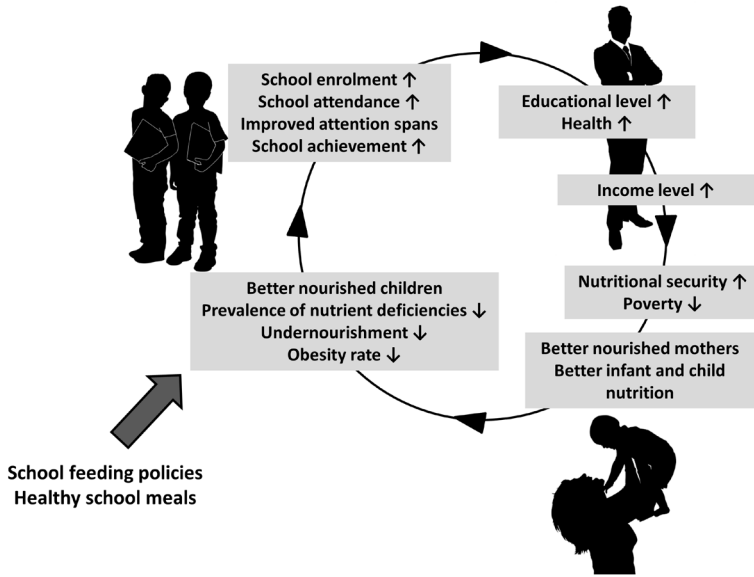 School enrolment ↑
School attendance ↑
Improved attention spans
School achievement ↑
Educational level ↑
Health ↑
Income level ↑
Nutritional security ↑
Poverty ↓
Better nourished mothers
Better infant and child
nutrition
Better nourished children
Prevalence of nutrient deficiencies ↓
Undernourishment ↓
Obesity rate ↓
School feeding policies
Healthy school meals